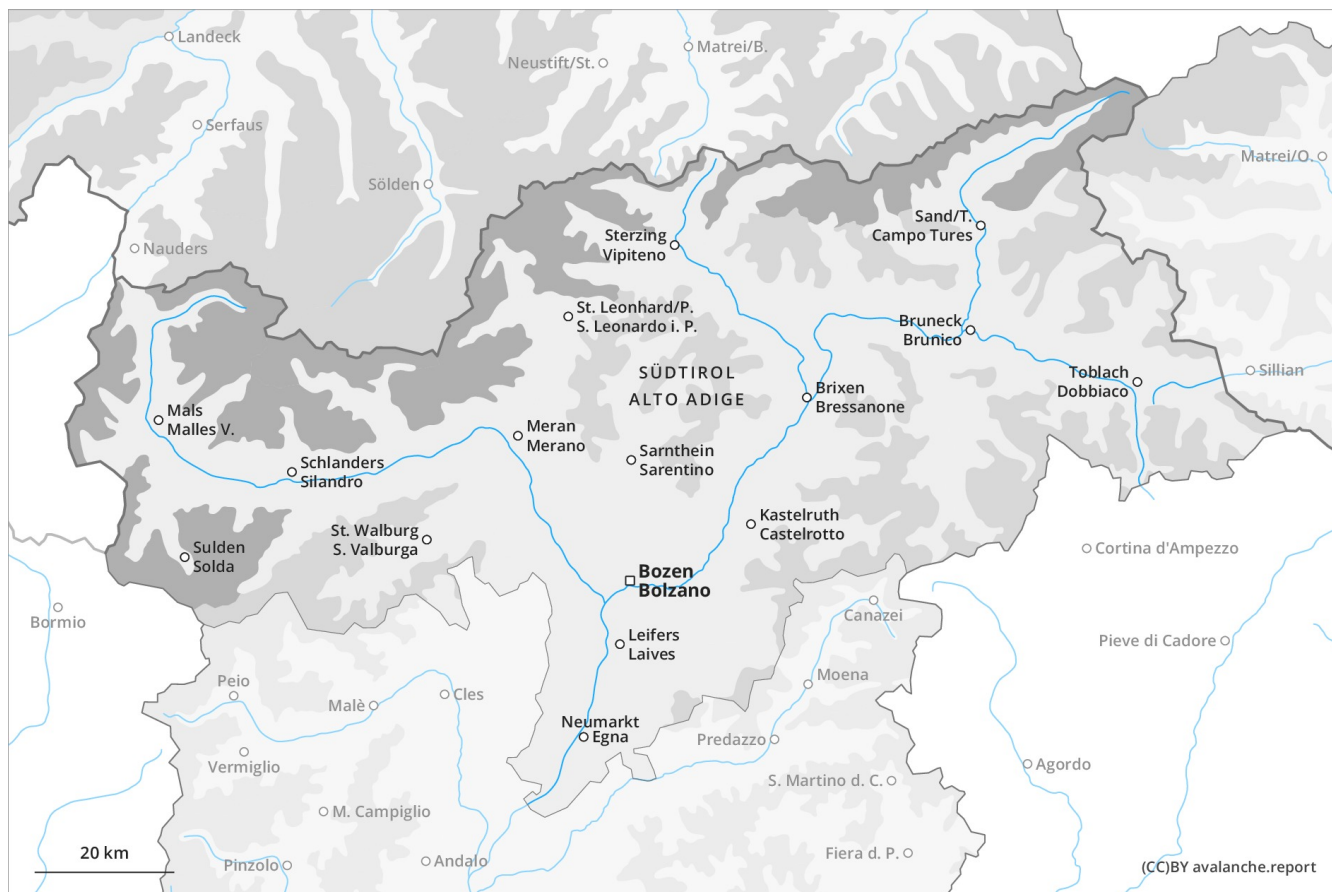 Landeck
Matrei/B.
Neustift/St.
Serfaus
Matrei/O.
Sölden
Sand/T.
Campo Tures
Sterzing
Vipiteno
Nauders
St. Leonhard/P.
S. Leonardo i. P.
Bruneck
Brunico
SÜDTIROL
ALTO ADIGE
Toblach
Dobbiaco
Sillian
Brixen
Bressanone
Mals
Malles V.
Meran
Merano
Sarnthein
Sarentino
Schlanders
Silandro
Kastelruth
Castelrotto
St. Walburg
S. Valburga
Sulden
Solda
Cortina d'Ampezzo
Bozen
Bolzano
Bormio
Canazei
Leifers
Laives
Pieve di Cadore
Peio
Moena
Malè
Cles
Neumarkt
Egna
Predazzo
Vermiglio
Agordo
S. Martino d. C.
M. Campiglio
20 km
Pinzolo
Andalo
Fiera d. P.
(CC)BY avalanche.report